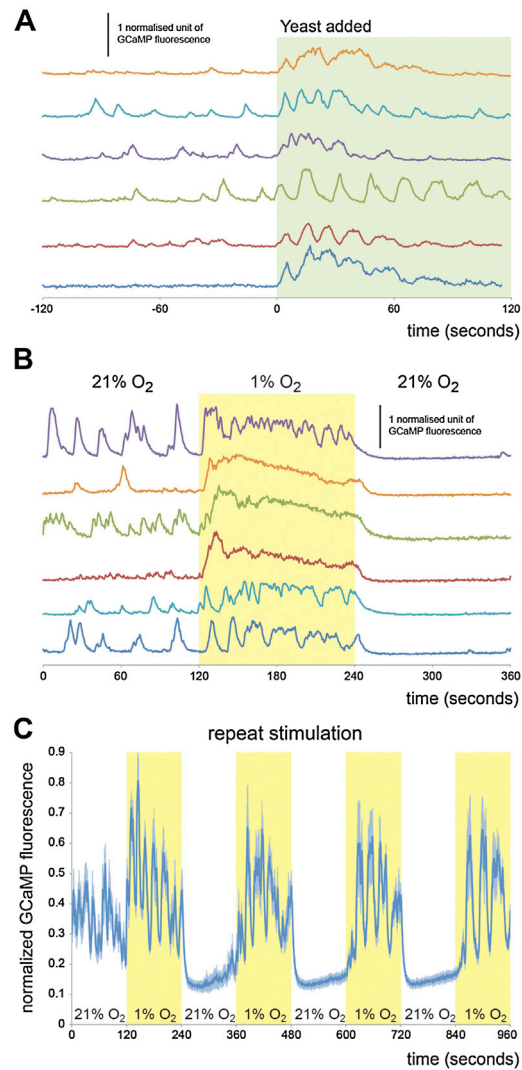 A
1 normalised unit of
GCaMP fluorescence
Yeast added
-120 -60 0 60 120
time (seconds)
B
21% O₂ 1% O₂ 21% O₂
1 normalised unit of
GCaMP fluorescence
0 60 120 180 240 300 360
time (seconds)
C
repeat stimulation
normalized GCaMP fluorescence
0.9
0.8
0.7
0.6
0.5
0.4
0.3
0.2
0.1
21% O₂ 1% O₂ 21% O₂ 1% O₂ 21% O₂ 1% O₂ 21% O₂ 1% O₂
0 120 240 360 480 600 720 840 960
time (seconds)